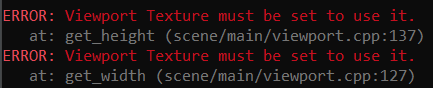 ERROR: Viewport Texture must be set to use it.
at: get_height (scene/main/viewport.cpp:137)
ERROR: Viewport Texture must be set to use it.
at: get_width (scene/main/viewport.cpp:127)